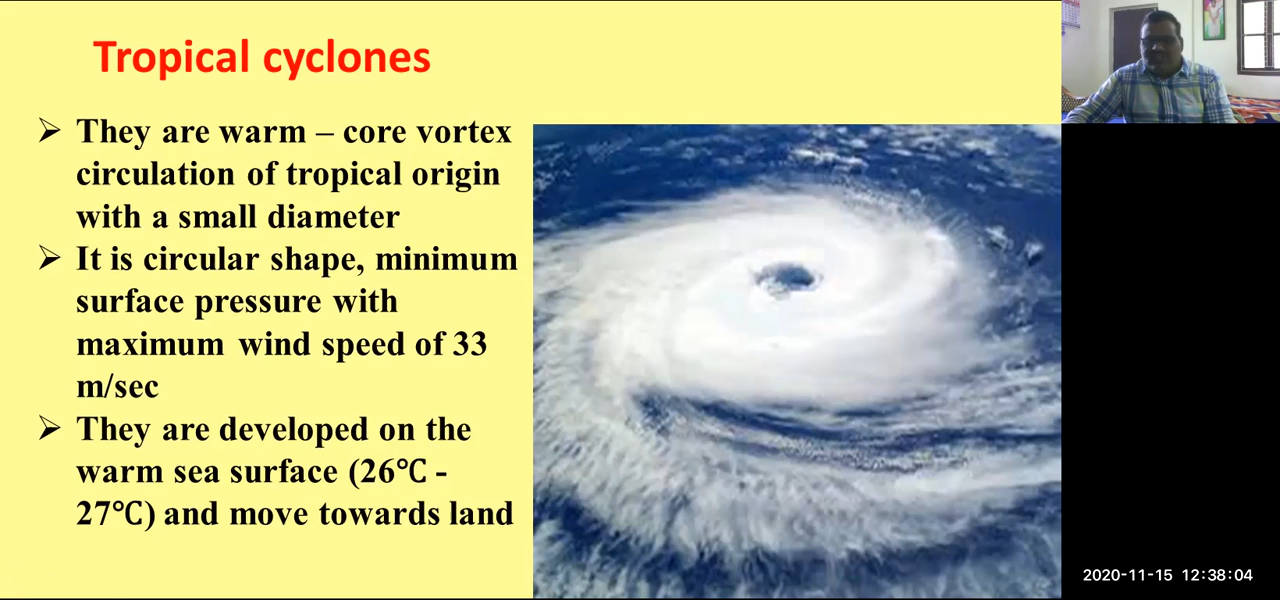 Tropical cyclones
➢ They are warm – core vortex
circulation of tropical origin
with a small diameter
➢ It is circular shape, minimum
surface pressure with
maximum wind speed of 33
m/sec
➢ They are developed on the
warm sea surface (26℃ -
27℃) and move towards land
2020-11-15 12:38:04